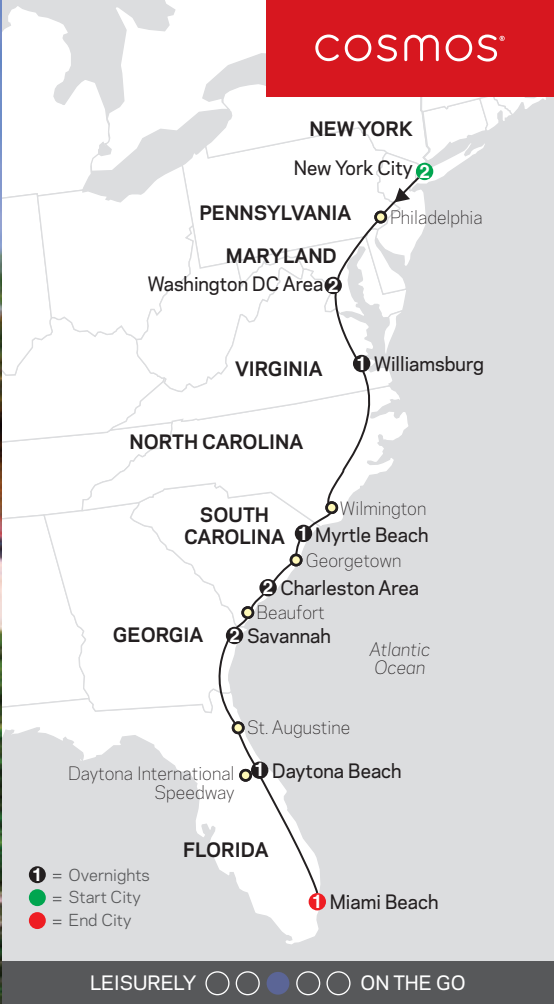 COSMOS®
NEW YORK
New York City 2
PENNSYLVANIA
Philadelphia
MARYLAND
Washington DC Area 2
VIRGINIA
1 Williamsburg
NORTH CAROLINA
Wilmington
SOUTH
CAROLINA
1 Myrtle Beach
Georgetown
2 Charleston Area
Beaufort
GEORGIA
2 Savannah
Atlantic
Ocean
St. Augustine
Daytona International
Speedway
1 Daytona Beach
FLORIDA
1 = Overnights
= Start City
= End City
1 Miami Beach
LEISURELY ON THE GO